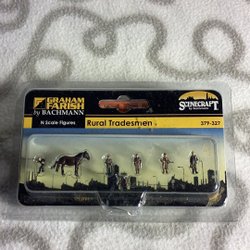 GRAHAM
FARISH
by BACHMANN
N Scale Figures
Rural Tradesmen
SCENECRAFT
379-327